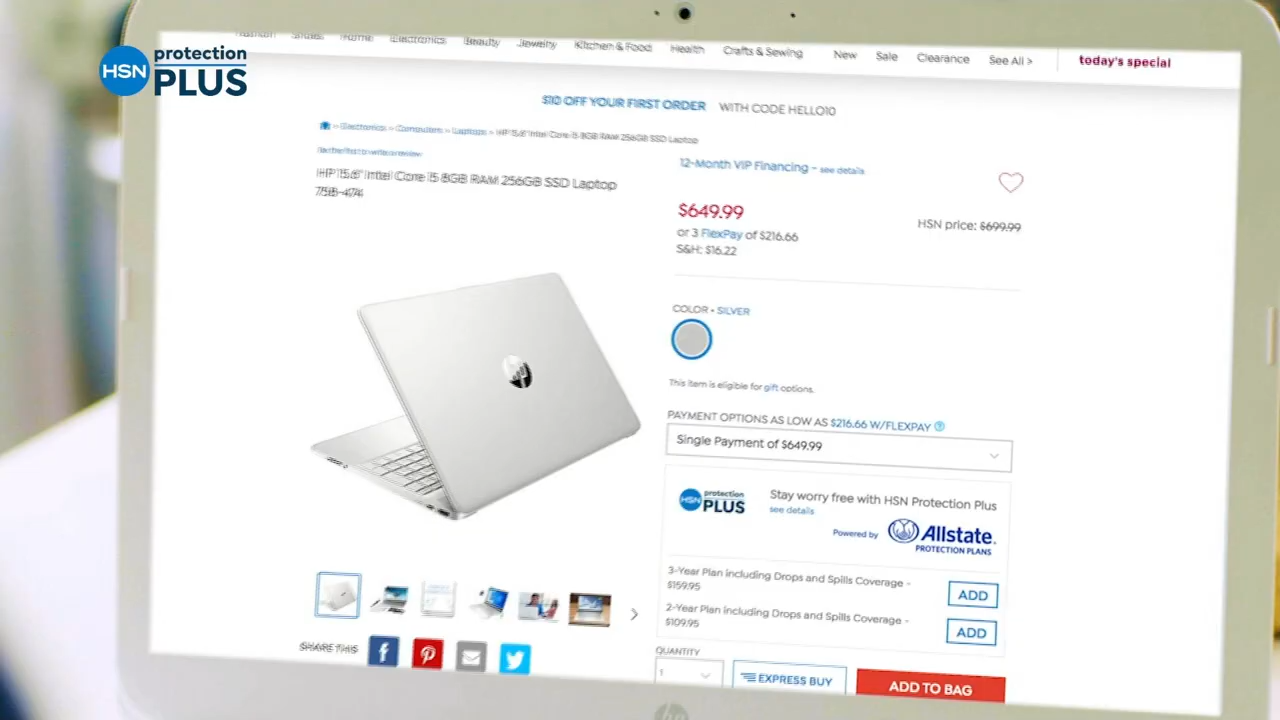 HSN protection PLUS
Fashion Shoes Home Electronics Beauty Jewelry Kitchen & Food Health Crafts & Sewing New Sale Clearance See All > today's special
$10 OFF YOUR FIRST ORDER WITH CODE HELLO10
> Electronics > Computers > Laptops > HP 15.6" Intel Core i5 8GB RAM 256GB SSD Laptop
Be the first to write a review
HP 15.6" Intel Core i5 8GB RAM 256GB SSD Laptop
758-474
12-Month VIP Financing - see details
$649.99
HSN price: $699.99
or 3 FlexPay of $216.66
S&H: $16.22
COLOR • SILVER
This item is eligible for gift options.
PAYMENT OPTIONS AS LOW AS $216.66 W/FLEXPAY ?
Single Payment of $649.99
HSN protection PLUS
Stay worry free with HSN Protection Plus
see details
Powered by Allstate.
PROTECTION PLANS
3-Year Plan including Drops and Spills Coverage -
$159.95
ADD
2-Year Plan including Drops and Spills Coverage -
$109.95
ADD
SHARE THIS
QUANTITY
1
EXPRESS BUY
ADD TO BAG
hp